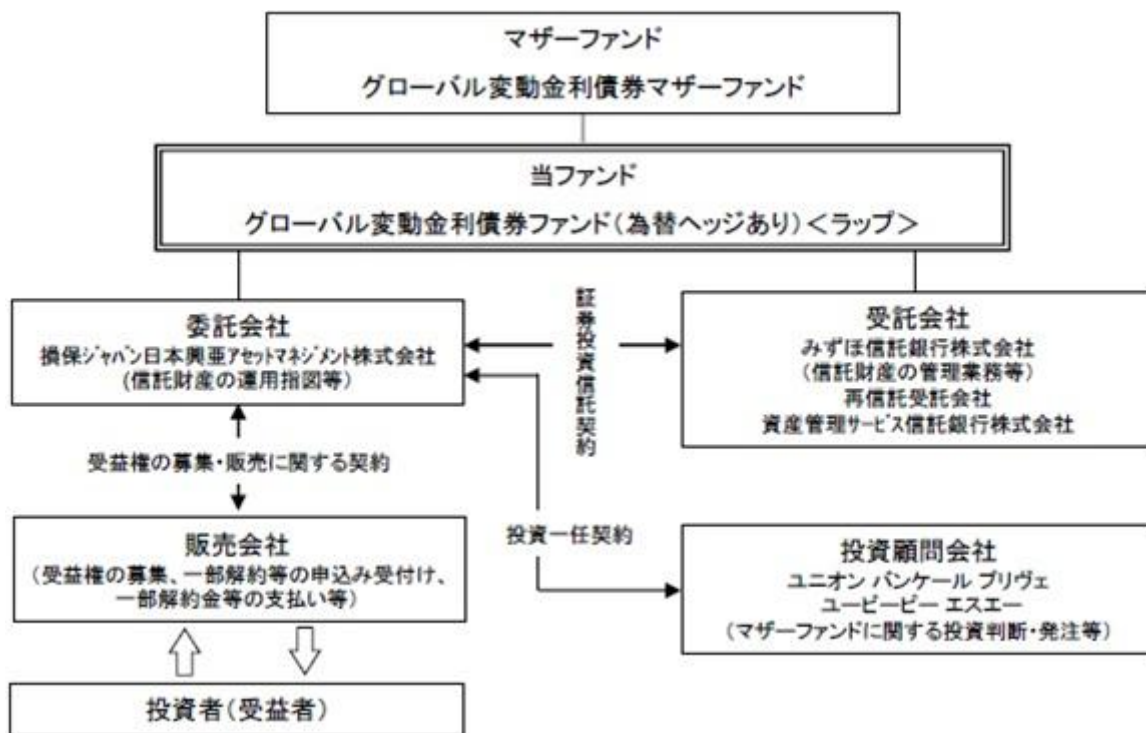 マザーファンド
グローバル変動金利債券マザーファンド
当ファンド
グローバル変動金利債券ファンド(為替ヘッジあり)<ラップ>
委託会社
損保ｼﾞｬﾊﾟﾝ日本興亜ｱｾｯﾄﾏﾈｼﾞﾒﾝﾄ株式会社
(信託財産の運用指図等)
証券投資信託契約
受託会社
みずほ信託銀行株式会社
(信託財産の管理業務等)
再信託受託会社
資産管理ｻｰﾋﾞｽ信託銀行株式会社
受益権の募集・販売に関する契約
販売会社
(受益権の募集、一部解約等の申込み受付け、
一部解約金等の支払い等)
投資一任契約
投資顧問会社
ユニオン バンケール プリヴェ
ユービーピー エスエー
(マザーファンドに関する投資判断・発注等)
投資者(受益者)